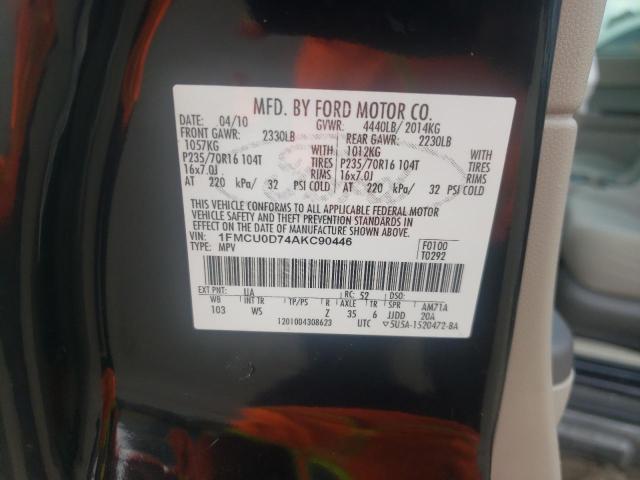 MFD. BY FORD MOTOR CO.
DATE: 04/10 GVWR: 4440LB/ 2014KG
FRONT GAWR: 2330LB REAR GAWR: 2230LB
1057KG WITH 1012KG WITH
P235/70R16 104T TIRES P235/70R16 104T TIRES
16x7.0J RIMS 16x7.0J RIMS
AT 220 kPa/ 32 PSI COLD AT 220 kPa/ 32 PSI COLD
THIS VEHICLE CONFORMS TO ALL APPLICABLE FEDERAL MOTOR
VEHICLE SAFETY AND THEFT PREVENTION STANDARDS IN
EFFECT ON THE DATE OF MANUFACTURE SHOWN ABOVE.
VIN: 1FMCU0D74AKC90446 F0100
TYPE: MPV T0292
EXT PNT: UA RC: 52 DSO:
WB INT TR TP/PS R AXLE TR SPR AM71A
103 WS Z 35 6 JJDD 20A
1201004308623 UTC 5U5A-1520472-BA